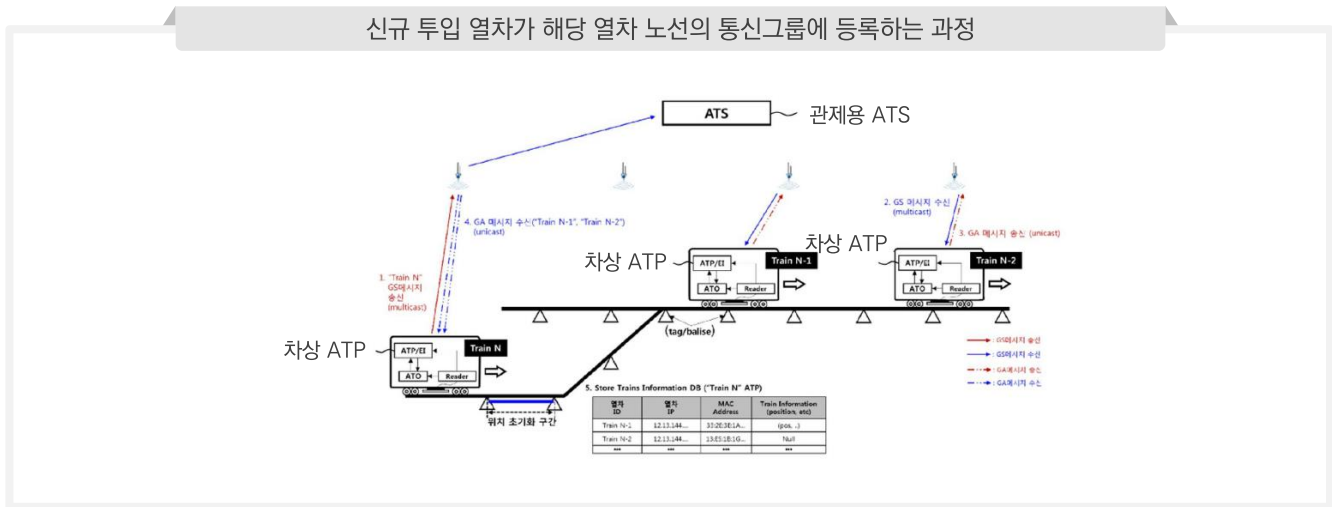 신규 투입 열차가 해당 열차 노선의 통신그룹에 등록하는 과정
ATS
관제용 ATS
4. GA 메시지 수신("Train N-1", "Train N-2")
(unicast)
2. GS 메시지 수신
(multicast)
3. GA 메시지 송신 (unicast)
차상 ATP
ATP/EI
Train N-1
ATO
Reader
차상 ATP
ATP/EI
Train N-2
ATO
Reader
1. "Train N"
GS메시지
송신
(multicast)
(tag/balise)
차상 ATP
ATP/EI
Train N
ATO
Reader
: GS메시지 송신
: GS메시지 수신
: GA메시지 송신
: GA메시지 수신
위치 초기화 구간
5. Store Trains Information DB ("Train N" ATP)
열차 ID 열차 IP MAC Address Train Information (position, etc)
Train N-1 12.13.144.... (pos, ..)
Train N-2 12.13.144.... Null
••• ••• ••• •••